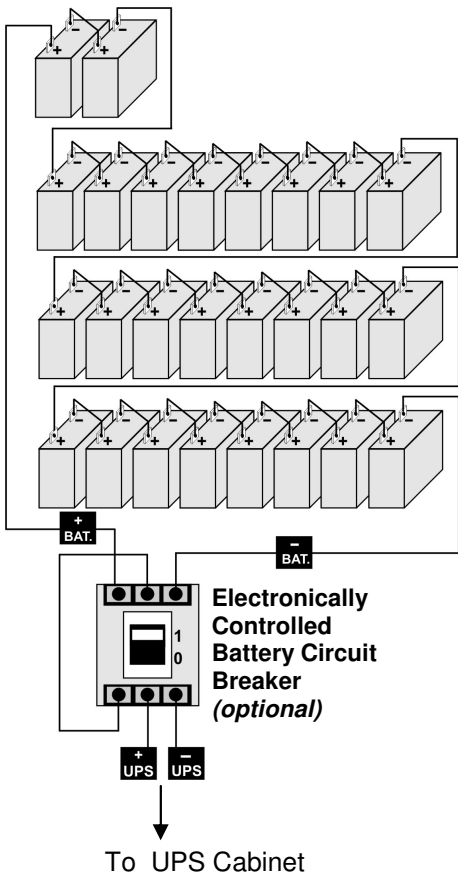 − −
+ +
− − − − − − − −
+ + + + + + + +
− − − − − − − −
+ + + + + + + +
− − − − − − − −
+ + + + + + + +
+
BAT.
−
BAT.
1
0
Electronically
Controlled
Battery Circuit
Breaker
(optional)
+
UPS
−
UPS
To UPS Cabinet